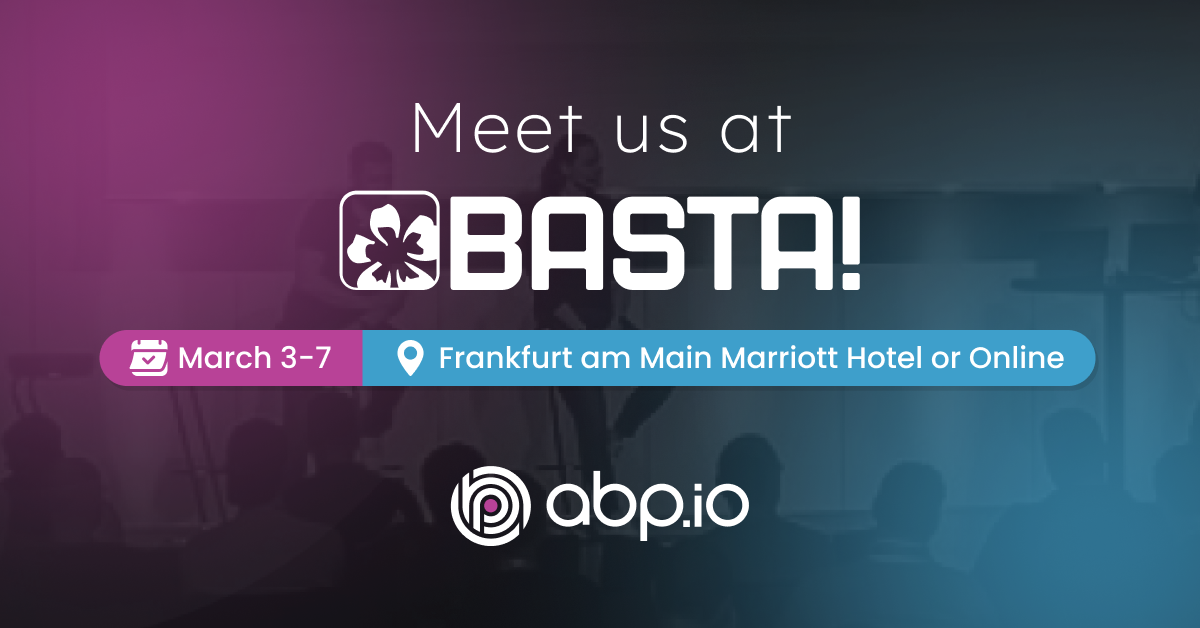 Meet us at
BASTA!
March 3-7
Frankfurt am Main Marriott Hotel or Online
abp.io